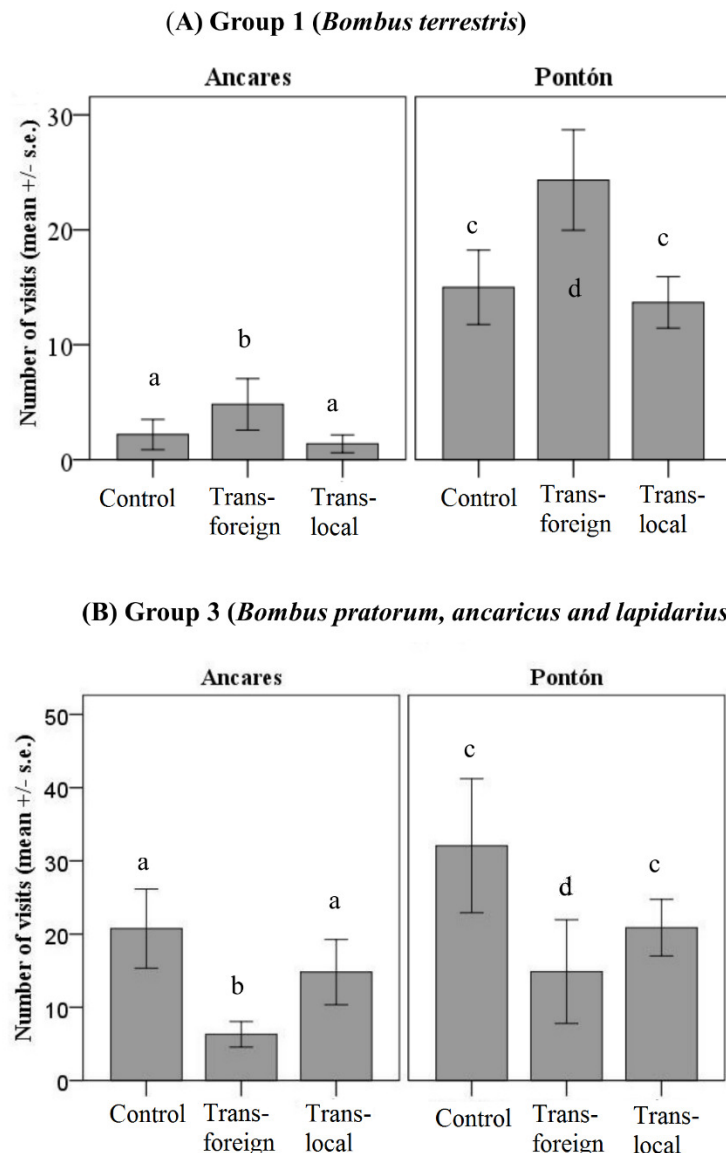 (A) Group 1 (Bombus terrestris)
Ancares
Pontón
Number of visits (mean +/- s.e.)
30
20
10
0
a
b
a
c
d
c
Control
Trans-
foreign
Trans-
local
Control
Trans-
foreign
Trans-
local
(B) Group 3 (Bombus pratorum, ancaricus and lapidarius
Ancares
Pontón
Number of visits (mean +/- s.e.)
50
40
30
20
10
0
a
b
a
c
d
c
Control
Trans-
foreign
Trans-
local
Control
Trans-
foreign
Trans-
local